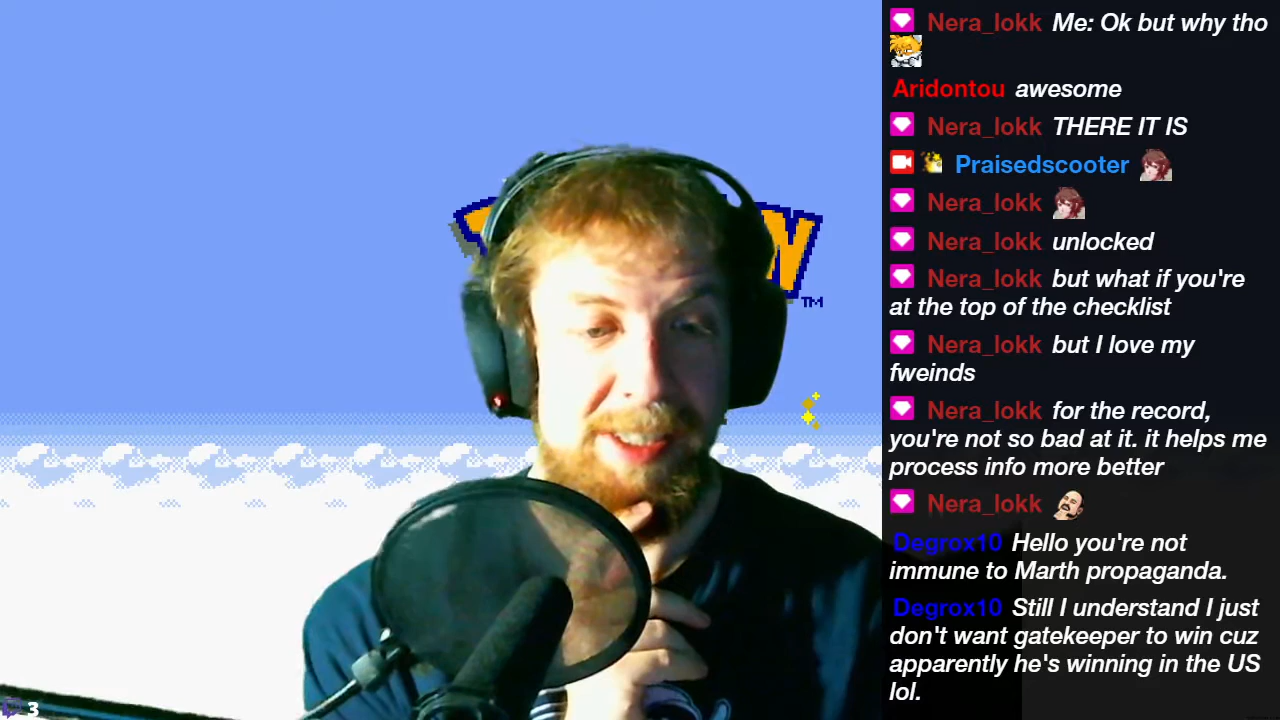 Nera_lokk Me: Ok but why tho
Aridontou awesome
Nera_lokk THERE IT IS
Praisedscooter
Nera_lokk
Nera_lokk unlocked
Nera_lokk but what if you're
at the top of the checklist
Nera_lokk but I love my
fweinds
Nera_lokk for the record,
you're not so bad at it. it helps me
process info more better
Nera_lokk
Degrox10 Hello you're not
immune to Marth propaganda.
Degrox10 Still I understand I just
don't want gatekeeper to win cuz
apparently he's winning in the US
lol.
TM
3